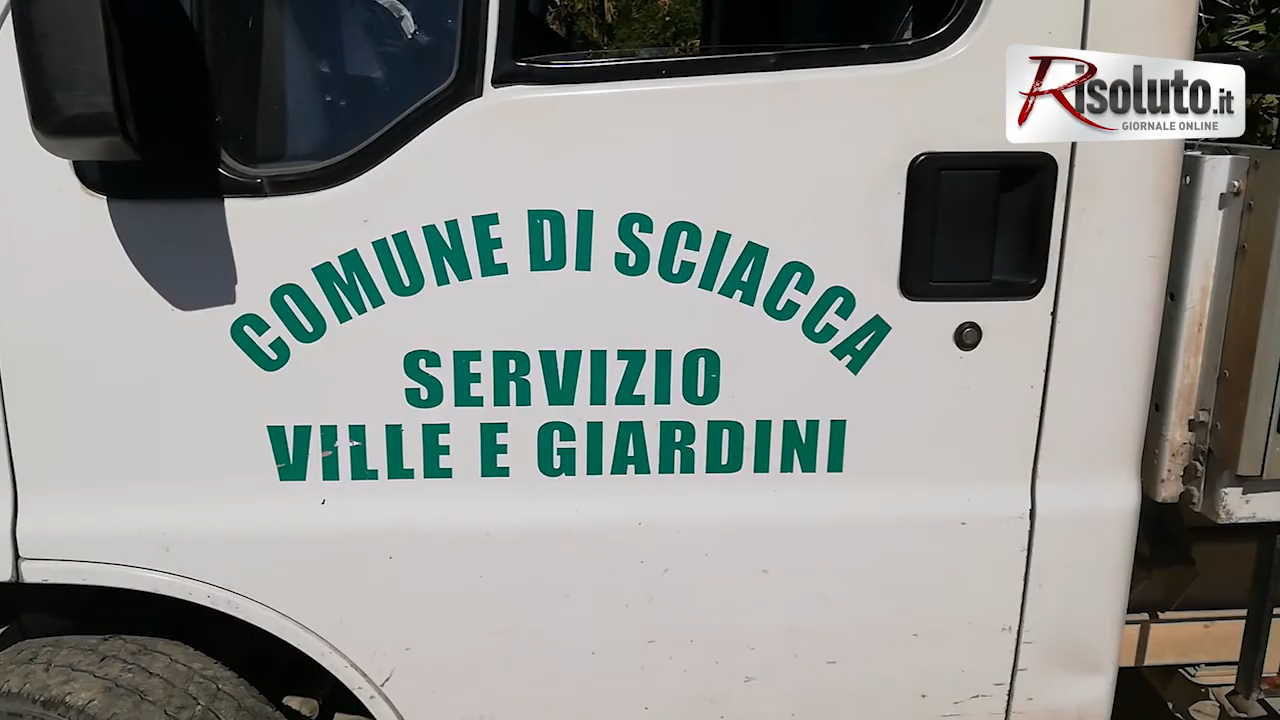 Risoluto.it
GIORNALE ONLINE
COMUNE DI SCIACCA
SERVIZIO
VILLE E GIARDINI